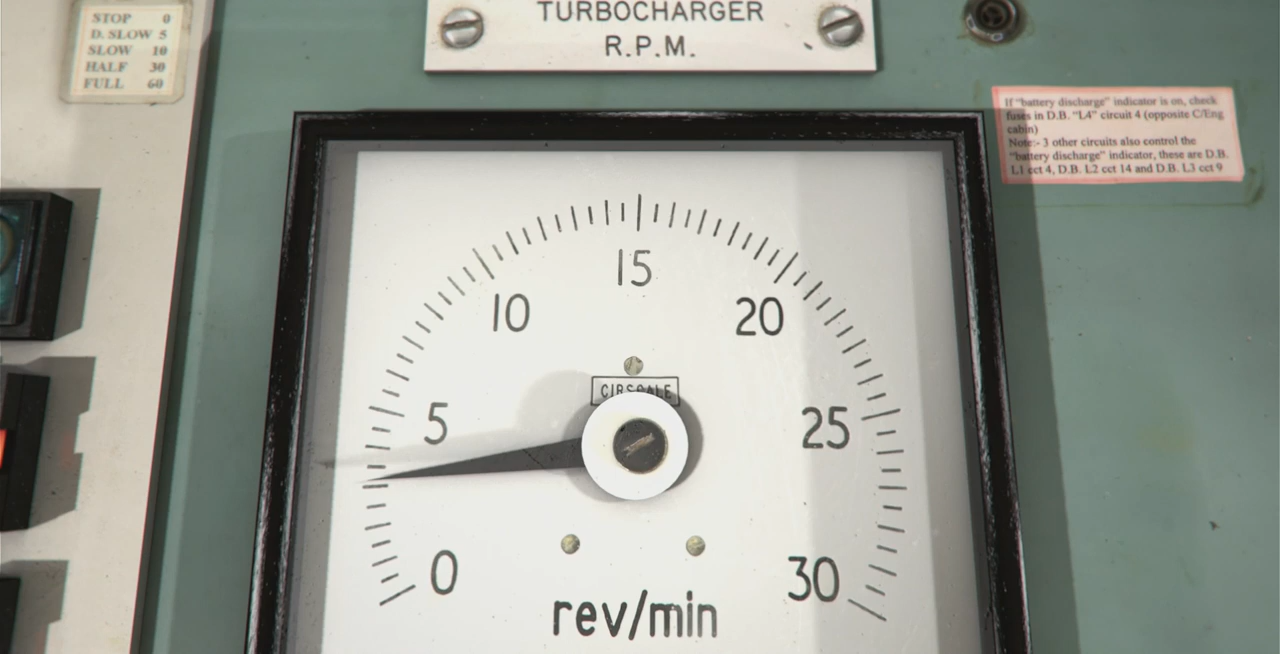 STOP 0
D. SLOW 5
SLOW 10
HALF 30
FULL 60
TURBOCHARGER
R.P.M.
If "battery discharge" indicator is on, check
fuses in D.B. "L4" circuit 4 (opposite C/Eng
cabin)
Note:- 3 other circuits also control the
"battery discharge" indicator, these are D.B.
L1 cct 4, D.B. L2 cct 14 and D.B. L3 cct 9
15
10
20
CIRSCALE
5
25
0
30
rev/min